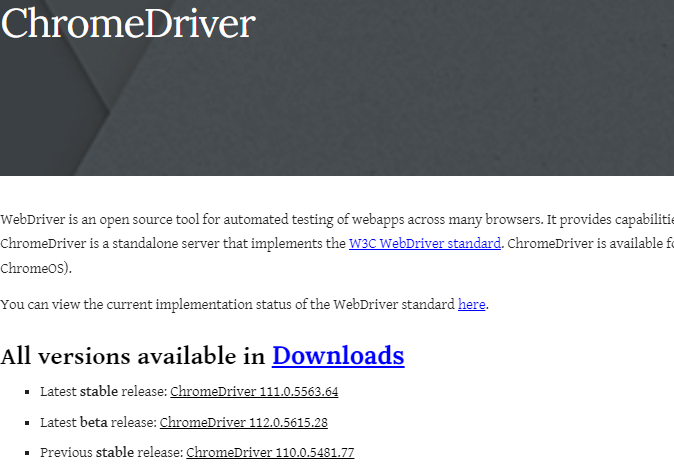 ChromeDriver
WebDriver is an open source tool for automated testing of webapps across many browsers. It provides
ChromeDriver is a standalone server that implements the W3C WebDriver standard. ChromeDriver is available
ChromeOS).
You can view the current implementation status of the WebDriver standard here.
All versions available in Downloads
Latest stable release: ChromeDriver 111.0.5563.64
Latest beta release: ChromeDriver 112.0.5615.28
Previous stable release: ChromeDriver 110.0.5481.77